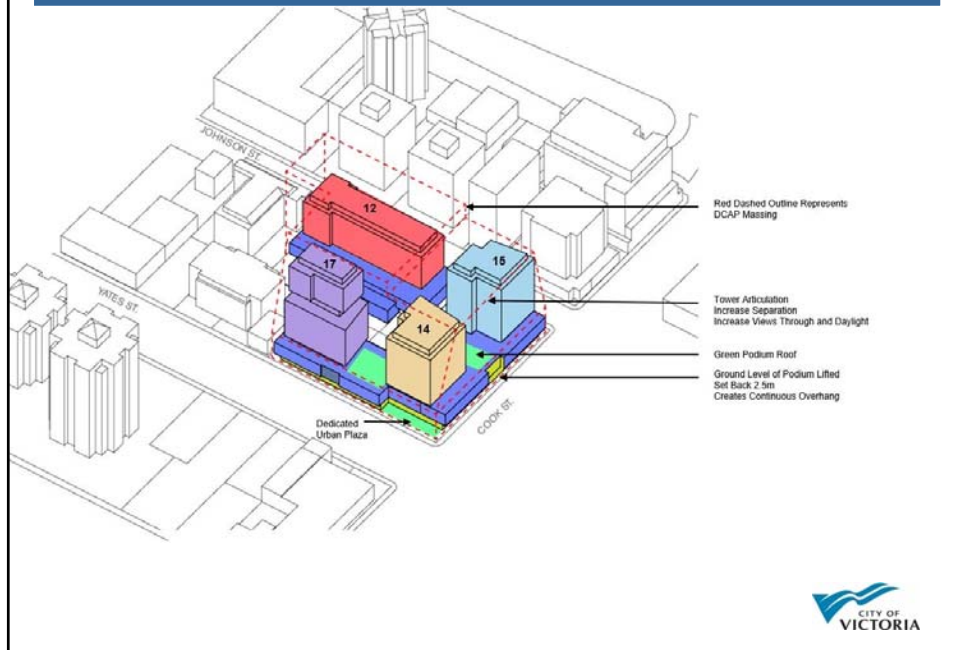 JOHNSON ST.
12
Red Dashed Outline Represents
DCAP Massing
17
15
YATES ST.
Tower Articulation
Increase Separation
Increase Views Through and Daylight
14
Green Podium Roof
Ground Level of Podium Lifted
Set Back 2.5m
Creates Continuous Overhang
COOK ST.
Dedicated
Urban Plaza
CITY OF
VICTORIA